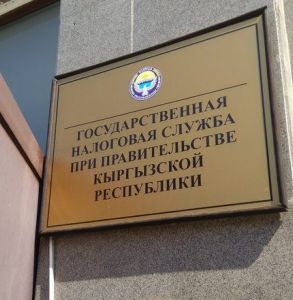 ГОСУДАРСТВЕННАЯ
НАЛОГОВАЯ СЛУЖБА
ПРИ ПРАВИТЕЛЬСТВЕ
КЫРГЫЗСКОЙ
РЕСПУБЛИКИ